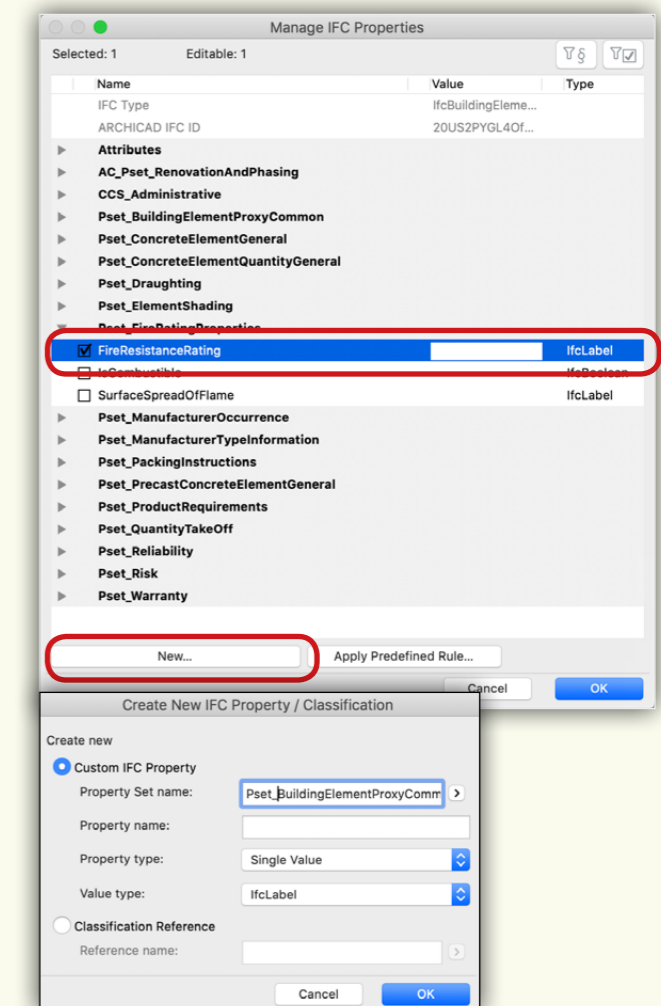 Manage IFC Properties
Selected: 1 Editable: 1
Name Value Type
IFC Type IfcBuildingEleme...
ARCHICAD IFC ID 20US2PYGL4Of...
Attributes
AC_Pset_RenovationAndPhasing
CCS_Administrative
Pset_BuildingElementProxyCommon
Pset_ConcreteElementGeneral
Pset_ConcreteElementQuantityGeneral
Pset_Draughting
Pset_ElementShading
Pset_FireRatingProperties
FireResistanceRating IfcLabel
IsCombustible IfcBoolean
SurfaceSpreadOfFlame IfcLabel
Pset_ManufacturerOccurrence
Pset_ManufacturerTypeInformation
Pset_PackingInstructions
Pset_PrecastConcreteElementGeneral
Pset_ProductRequirements
Pset_QuantityTakeOff
Pset_Reliability
Pset_Risk
Pset_Warranty
New... Apply Predefined Rule...
Cancel OK
Create New IFC Property / Classification
Create new
Custom IFC Property
Property Set name: Pset_BuildingElementProxyComm
Property name:
Property type: Single Value
Value type: IfcLabel
Classification Reference
Reference name:
Cancel OK